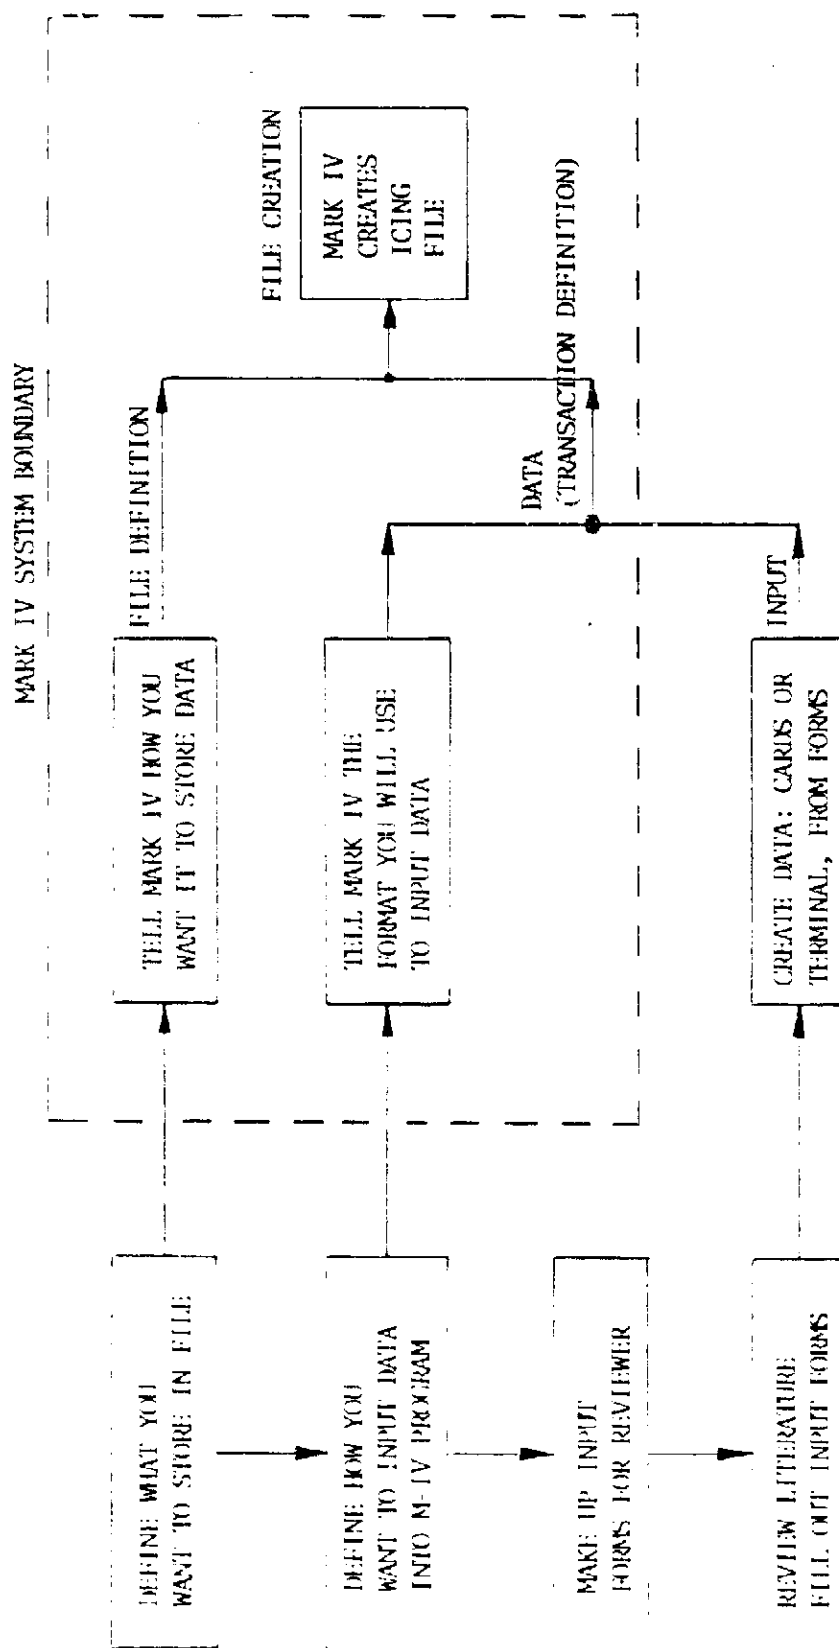 MARK IV SYSTEM BOUNDARY
DEFINE WHAT YOU
WANT TO STORE IN FILE
TELL MARK IV HOW YOU
WANT IT TO STORE DATA
FILE DEFINITION
FILE CREATION
MARK IV
CREATES
ICING
FILE
DEFINE HOW YOU
WANT TO INPUT DATA
INTO M-IV PROGRAM
TELL MARK IV THE
FORMAT YOU WILL USE
TO INPUT DATA
DATA
(TRANSACTION DEFINITION)
MAKE UP INPUT
FORMS FOR REVIEWER
REVIEW LITERATURE
FILL OUT INPUT FORMS
CREATE DATA: CARDS OR
TERMINAL, FROM FORMS
INPUT